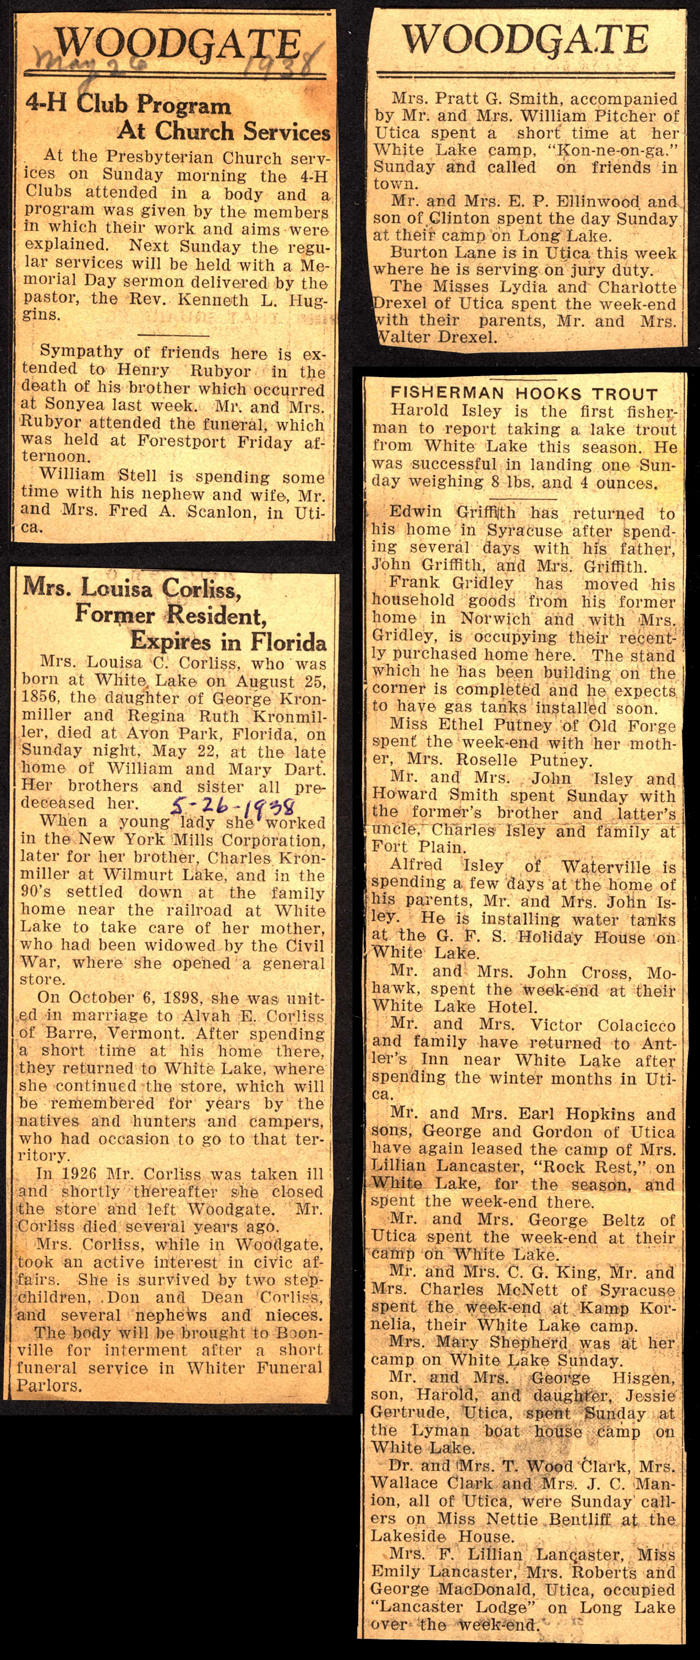 WOODGATE
May 26 1938
4-H Club Program
At Church Services
At the Presbyterian Church serv-
ices on Sunday morning the 4-H
Clubs attended in a body and a
program was given by the members
in which their work and aims were
explained. Next Sunday the regu-
lar services will be held with a Me-
morial Day sermon delivered by the
pastor, the Rev. Kenneth L. Hug-
gins.
Sympathy of friends here is ex-
tended to Henry Rubyor in the
death of his brother which occurred
at Sonyea last week. Mr. and Mrs.
Rubyor attended the funeral, which
was held at Forestport Friday af-
ternoon.
William Stell is spending some
time with his nephew and wife, Mr.
and Mrs. Fred A. Scanlon, in Uti-
ca.
Mrs. Louisa Corliss,
Former Resident,
Expires in Florida
Mrs. Louisa C. Corliss, who was
born at White Lake on August 25,
1856, the daughter of George Kron-
miller and Regina Ruth Kronmil-
ler, died at Avon Park, Florida, on
Sunday night, May 22, at the late
home of William and Mary Dart.
Her brothers and sister all pre-
deceased her. 5-26-1938
When a young lady she worked
in the New York Mills Corporation,
later for her brother, Charles Kron-
miller at Wilmurt Lake, and in the
90's settled down at the family
home near the railroad at White
Lake to take care of her mother,
who had been widowed by the Civil
War, where she opened a general
store.
On October 6, 1898, she was unit-
ed in marriage to Alvah E. Corliss
of Barre, Vermont. After spending
a short time at his home there,
they returned to White Lake, where
she continued the store, which will
be remembered for years by the
natives and hunters and campers,
who had occasion to go to that ter-
ritory.
In 1926 Mr. Corliss was taken ill
and shortly thereafter she closed
the store and left Woodgate. Mr.
Corliss died several years ago.
Mrs. Corliss, while in Woodgate,
took an active interest in civic af-
fairs. She is survived by two step-
children, Don and Dean Corliss,
and several nephews and nieces.
The body will be brought to Boon-
ville for interment after a short
funeral service in Whiter Funeral
Parlors.
WOODGATE
Mrs. Pratt G. Smith, accompanied
by Mr. and Mrs. William Pitcher of
Utica spent a short time at her
White Lake camp, "Kon-ne-on-ga."
Sunday and called on friends in
town.
Mr. and Mrs. E. P. Ellinwood and
son of Clinton spent the day Sunday
at their camp on Long Lake.
Burton Lane is in Utica this week
where he is serving on jury duty.
The Misses Lydia and Charlotte
Drexel of Utica spent the week-end
with their parents, Mr. and Mrs.
Walter Drexel.
FISHERMAN HOOKS TROUT
Harold Isley is the first fisher-
man to report taking a lake trout
from White Lake this season. He
was successful in landing one Sun-
day weighing 8 lbs. and 4 ounces.
Edwin Griffith has returned to
his home in Syracuse after spend-
ing several days with his father,
John Griffith, and Mrs. Griffith.
Frank Gridley has moved his
household goods from his former
home in Norwich and with Mrs.
Gridley, is occupying their recent-
ly purchased home here. The stand
which he has been building on the
corner is completed and he expects
to have gas tanks installed soon.
Miss Ethel Putney of Old Forge
spent the week-end with her moth-
er, Mrs. Roselle Putney.
Mr. and Mrs. John Isley and
Howard Smith spent Sunday with
the former's brother and latter's
uncle, Charles Isley and family at
Fort Plain.
Alfred Isley of Waterville is
spending a few days at the home of
his parents, Mr. and Mrs. John Is-
ley. He is installing water tanks
at the G. F. S. Holiday House on
White Lake.
Mr. and Mrs. John Cross, Mo-
hawk, spent the week-end at their
White Lake Hotel.
Mr. and Mrs. Victor Colacicco
and family have returned to Ant-
ler's Inn near White Lake after
spending the winter months in Uti-
ca.
Mr. and Mrs. Earl Hopkins and
sons, George and Gordon of Utica
have again leased the camp of Mrs.
Lillian Lancaster, "Rock Rest," on
White Lake, for the season, and
spent the week-end there.
Mr. and Mrs. George Beltz of
Utica spent the week-end at their
camp on White Lake.
Mr. and Mrs. C. G. King, Mr. and
Mrs. Charles McNett of Syracuse
spent the week-end at Kamp Kor-
nelia, their White Lake camp.
Mrs. Mary Shepherd was at her
camp on White Lake Sunday.
Mr. and Mrs. George Hisgen,
son, Harold, and daughter, Jessie
Gertrude, Utica, spent Sunday at
the Lyman boat house camp on
White Lake.
Dr. and Mrs. T. Wood Clark, Mrs.
Wallace Clark and Mrs. J. C. Man-
ion, all of Utica, were Sunday call-
ers on Miss Nettie Bentliff at the
Lakeside House.
Mrs. F. Lillian Lancaster, Miss
Emily Lancaster, Mrs. Roberts and
George MacDonald, Utica, occupied
"Lancaster Lodge" on Long Lake
over the week-end.